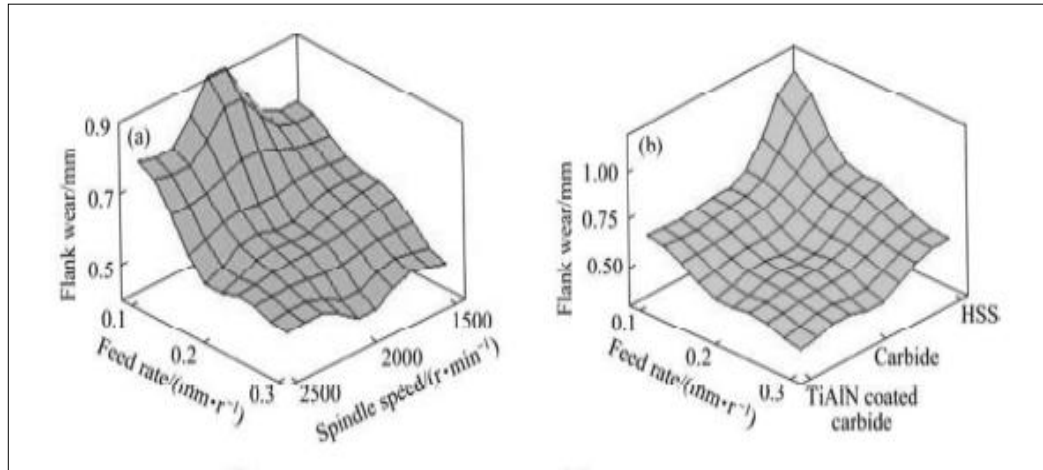 (a)
Flank wear/mm
0.9
0.7
0.5
0.1
0.2
0.3
Feed rate/(mm•r⁻¹)
2500
2000
1500
Spindle speed/(r•min⁻¹)
(b)
Flank wear/mm
1.00
0.75
0.50
0.1
0.2
0.3
Feed rate/(mm•r⁻¹)
TiAlN coated
carbide
Carbide
HSS